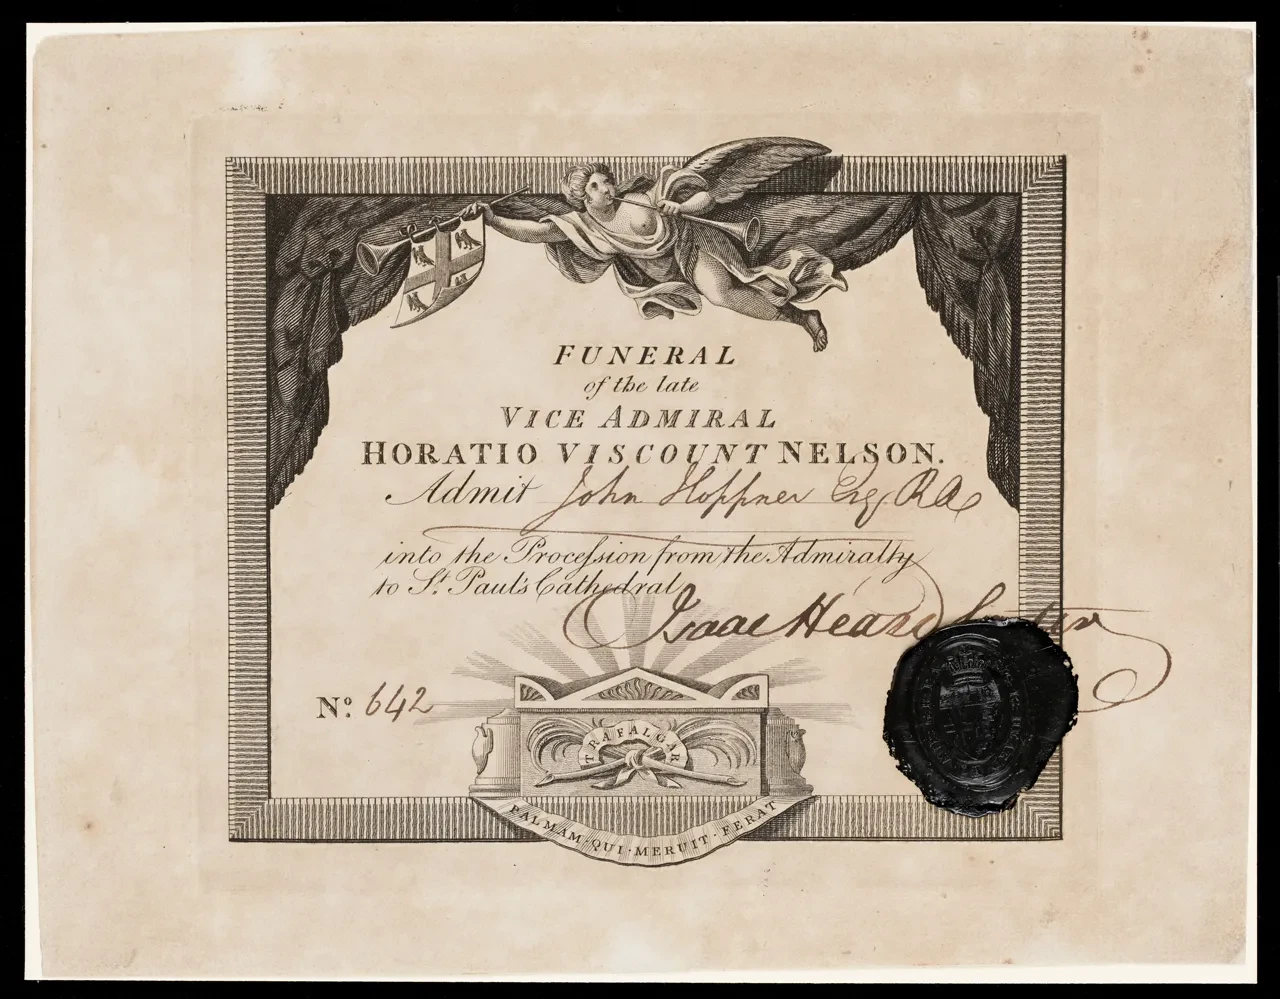 FUNERAL
of the late
VICE ADMIRAL
HORATIO VISCOUNT NELSON.
Admit John Hoppner Esq. RA
into the Proceſsion from the Admiralty
to St. Paul's Cathedral
Isaac Heard
No. 642
TRAFALGAR
PALMAM·QUI·MERUIT·FERAT